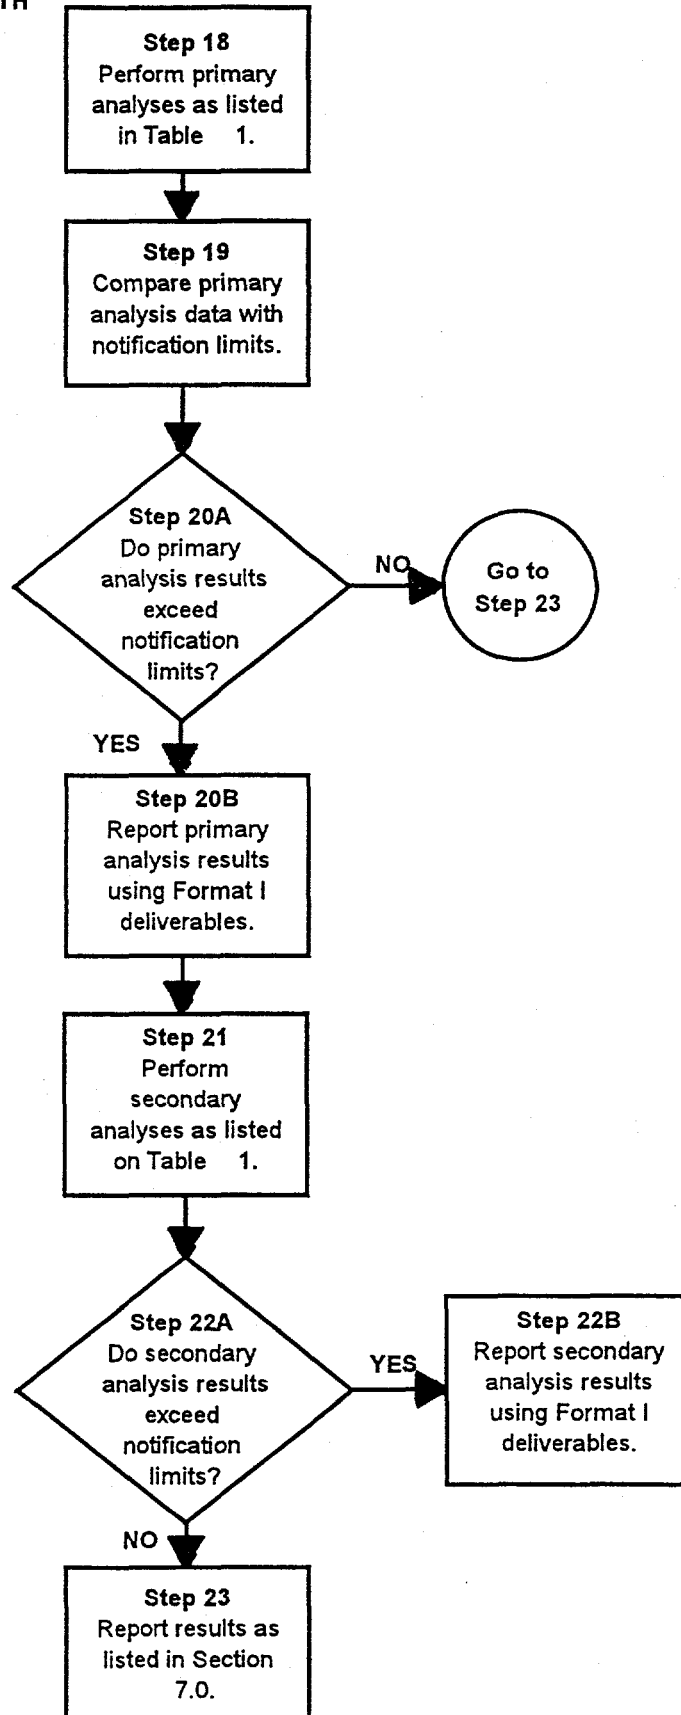 Step 18
Perform primary
analyses as listed
in Table 1.
Step 19
Compare primary
analysis data with
notification limits.
Step 20A
Do primary
analysis results
exceed
notification
limits?
NO
Go to
Step 23
YES
Step 20B
Report primary
analysis results
using Format I
deliverables.
Step 21
Perform
secondary
analyses as listed
on Table 1.
Step 22A
Do secondary
analysis results
exceed
notification
limits?
YES
Step 22B
Report secondary
analysis results
using Format I
deliverables.
NO
Step 23
Report results as
listed in Section
7.0.